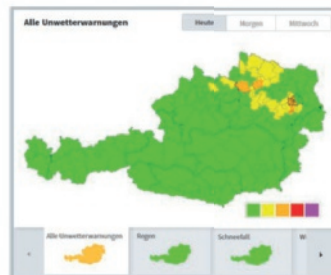 Alle Unwetterwarnungen
Heute
Morgen
Mittwoch
Alle Unwetterwarnungen
Regen
Schneefall
W